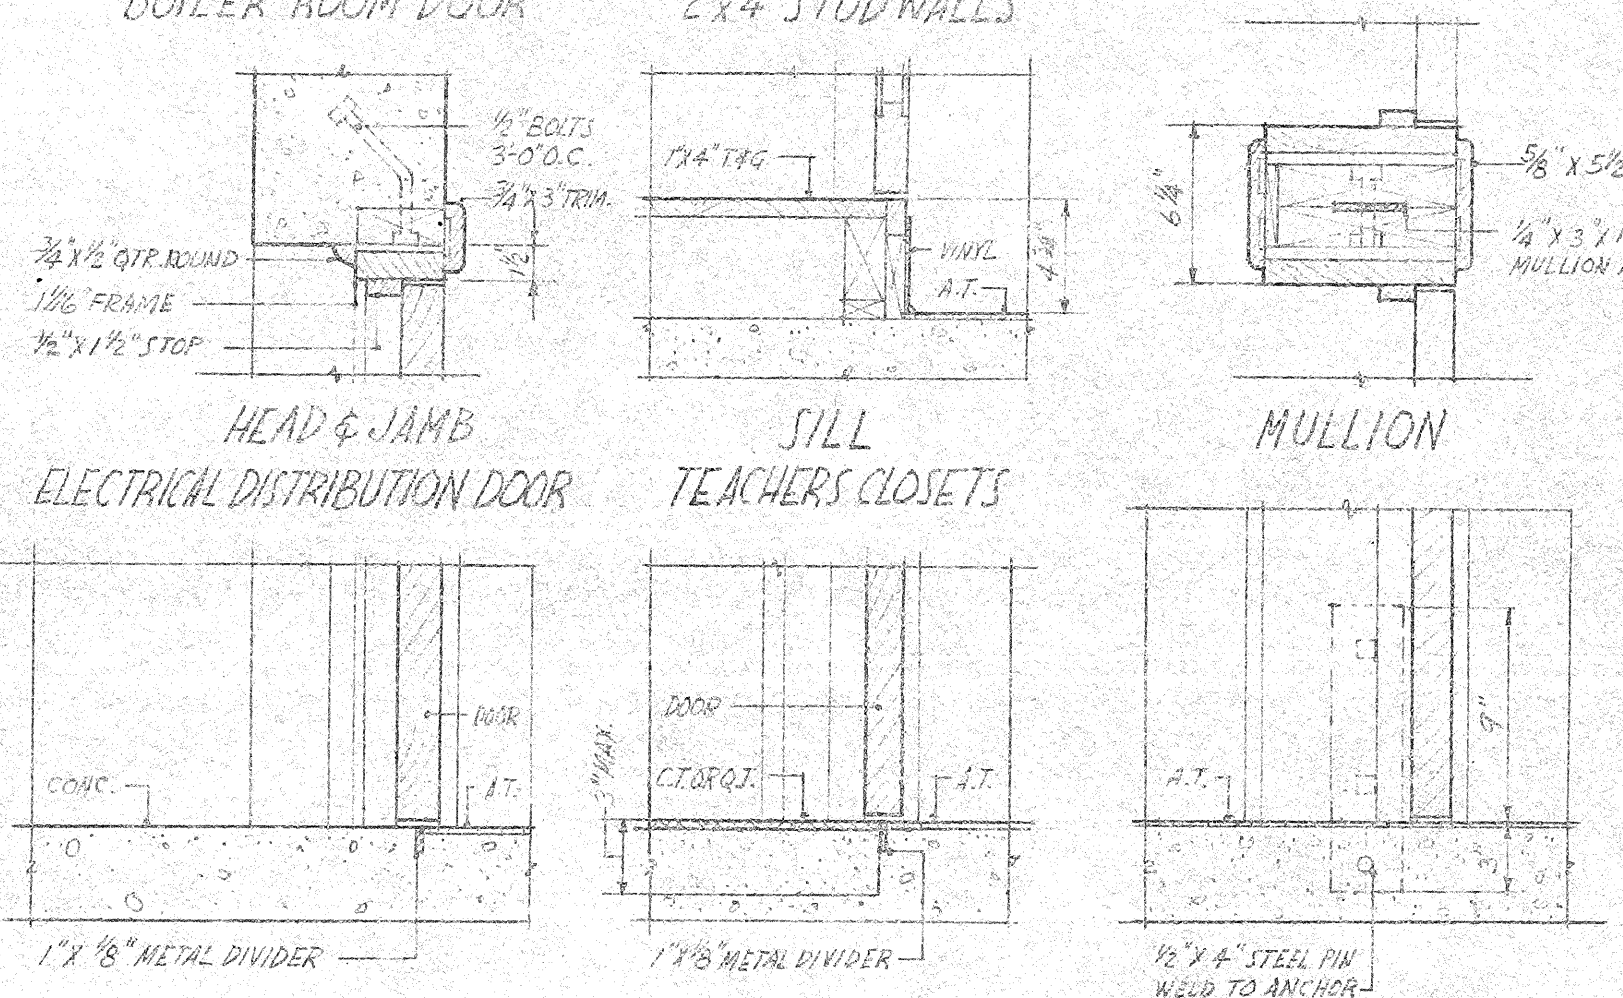 BOILER ROOM DOOR
2X4 STUD WALLS
1/2" BOLTS
3'-0" O.C.
3/4" X 3" TRIM.
3/4" X 1/2" QTR. ROUND
1 1/16" FRAME
1/2" X 1 1/2" STOP
1 1/2"
HEAD & JAMB
ELECTRICAL DISTRIBUTION DOOR
1" X 4" T&G
VINYL
A.T.
4 3/4"
SILL
TEACHERS CLOSETS
6 1/4"
5/8" X 5 1/2
1/4" X 3" X 1
MULLION
MULLION
DOOR
CONC.
A.T.
1" X 1/8" METAL DIVIDER
DOOR
3" MAX.
C.T. OR Q.T.
A.T.
1" X 1/8" METAL DIVIDER
A.T.
9"
3"
1/2" X 4" STEEL PIN
WELD TO ANCHOR